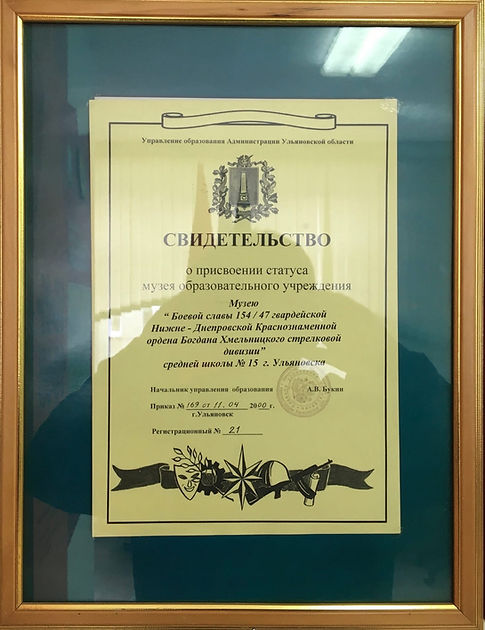 Управление образования Администрации Ульяновской области
СВИДЕТЕЛЬСТВО
о присвоении статуса
музея образовательного учреждения
Музею
“ Боевой славы 154 / 47 гвардейской
Нижне - Днепровской Краснознаменной
ордена Богдана Хмельницкого стрелковой
дивизии”
средней школы № 15 г. Ульяновска
Начальник управления образования А.В. Букин
Приказ № 169 от 11. 04 2000 г.
г.Ульяновск
Регистрационный № 21